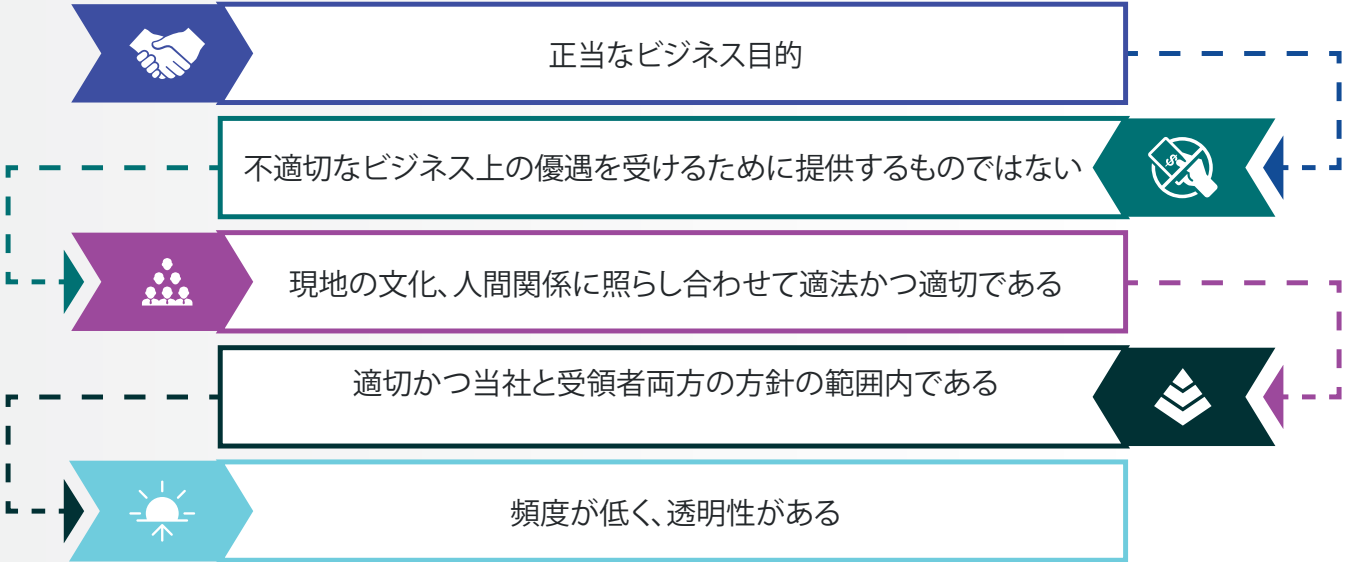 正当なビジネス目的
不適切なビジネス上の優遇を受けるために提供するものではない
現地の文化、人間関係に照らし合わせて適法かつ適切である
適切かつ当社と受領者両方の方針の範囲内である
頻度が低く、透明性がある